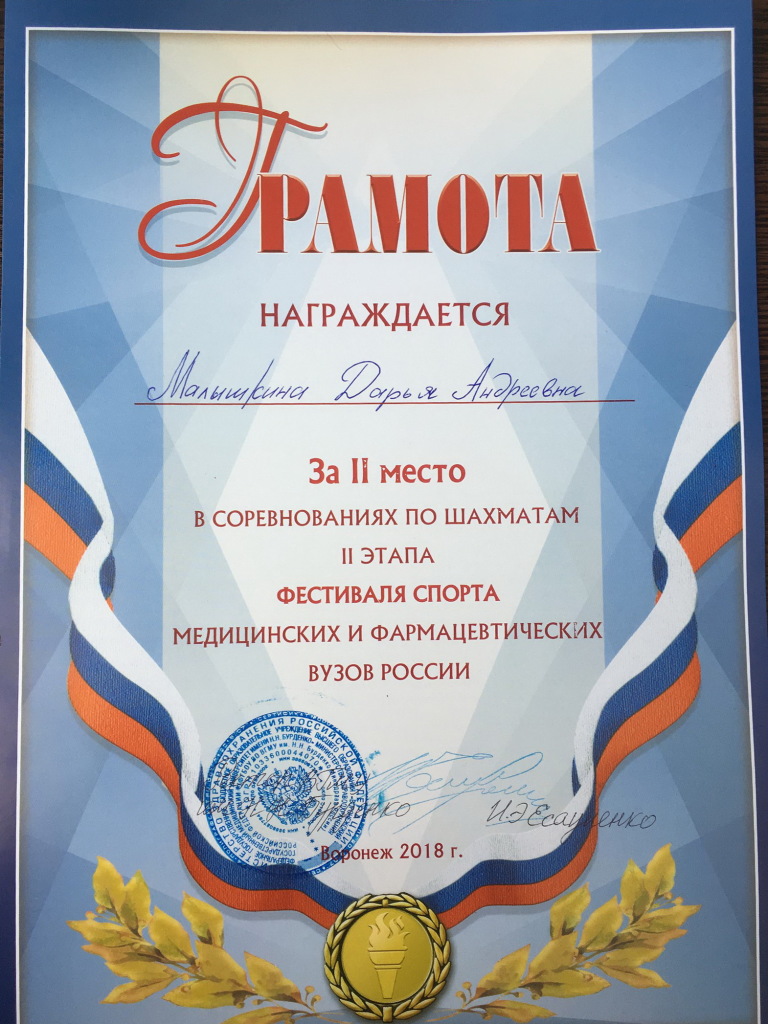 ГРАМОТА
НАГРАЖДАЕТСЯ
Малышкина Дарья Андреевна
За II место
В СОРЕВНОВАНИЯХ ПО ШАХМАТАМ
II ЭТАПА
ФЕСТИВАЛЯ СПОРТА
МЕДИЦИНСКИХ И ФАРМАЦЕВТИЧЕСКИХ
ВУЗОВ РОССИИ
Н.Н. Бурденко
И.Э. Есауленко
Воронеж 2018 г.